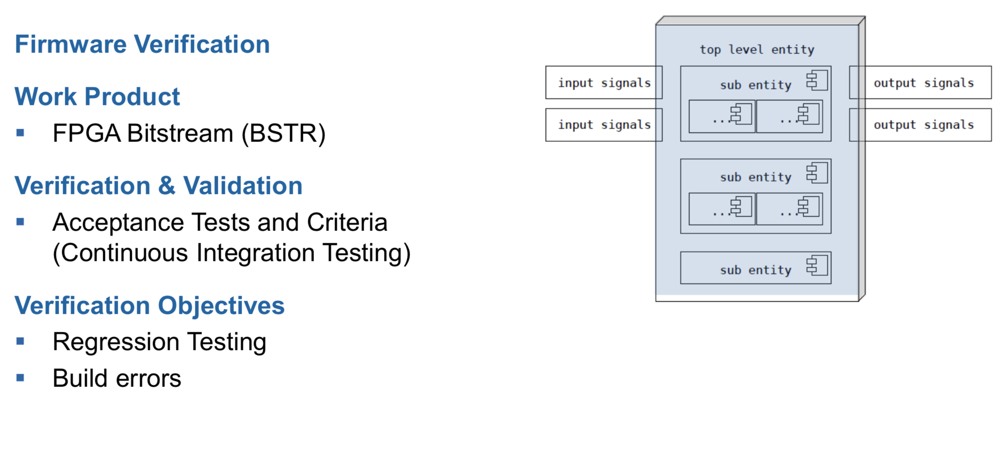 Firmware Verification
Work Product
▪ FPGA Bitstream (BSTR)
Verification & Validation
▪ Acceptance Tests and Criteria
(Continuous Integration Testing)
Verification Objectives
▪ Regression Testing
▪ Build errors
top level entity
input signals
input signals
sub entity
... ...
sub entity
... ...
sub entity
output signals
output signals